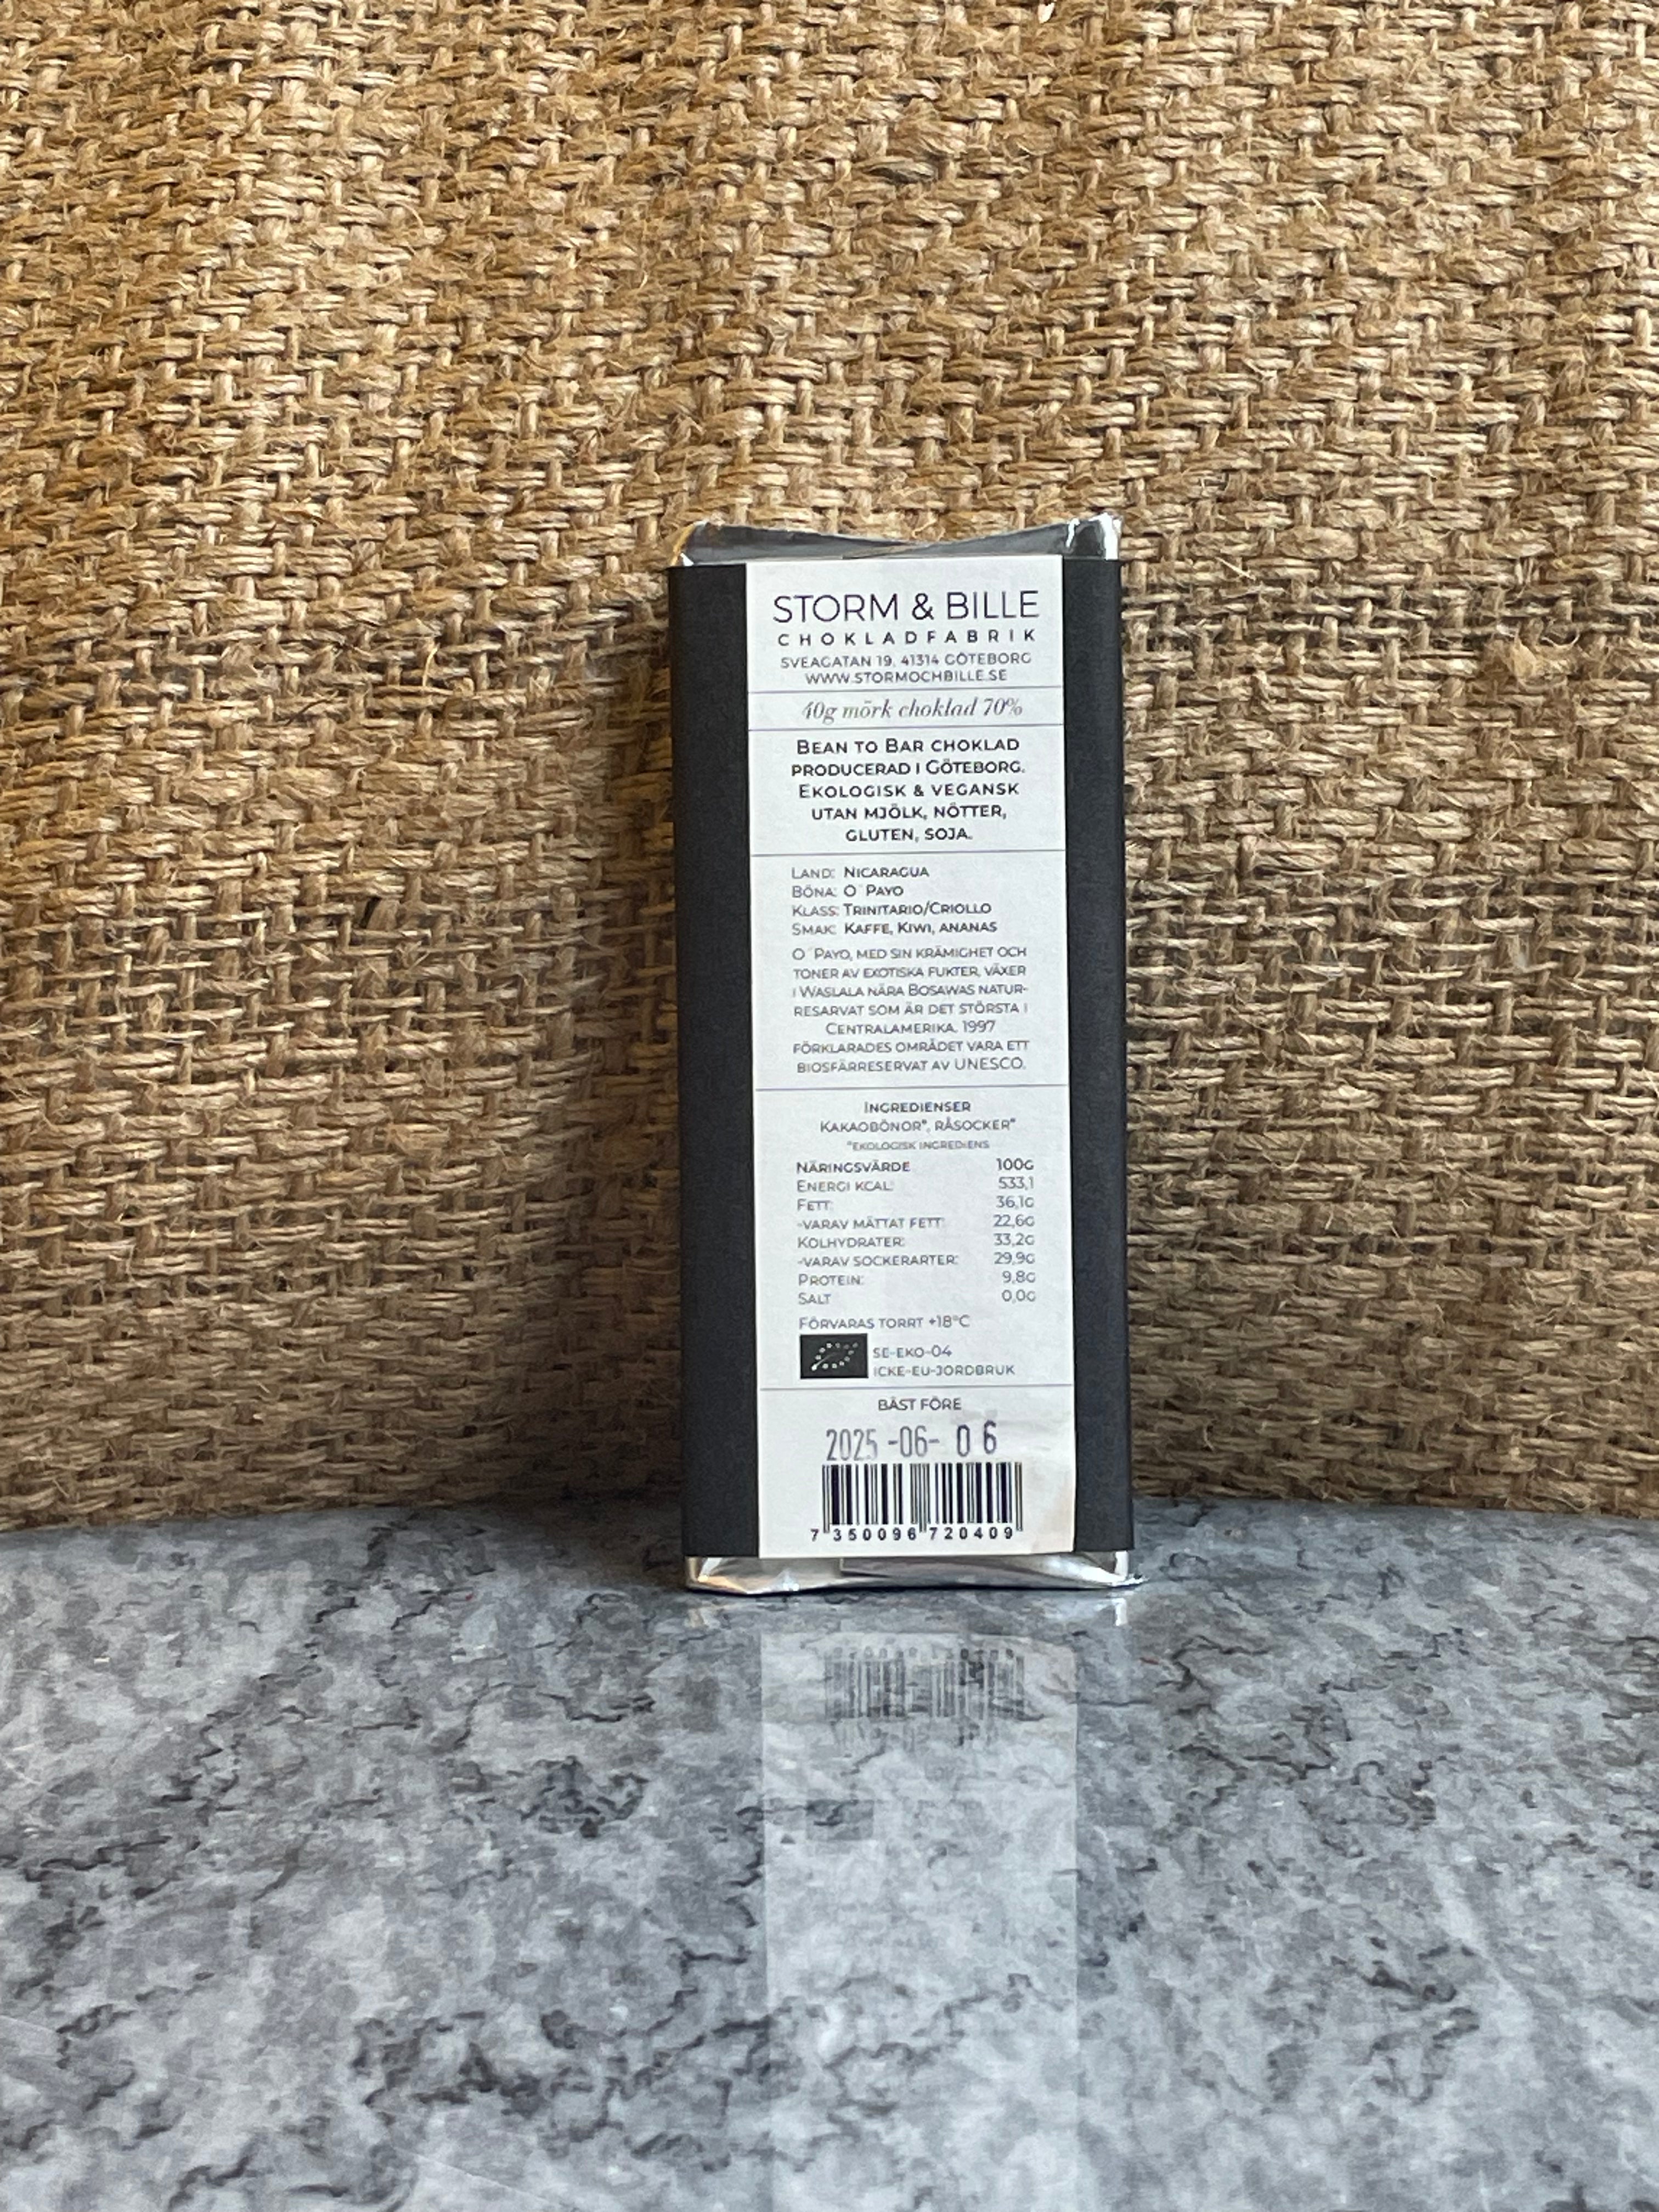 STORM & BILLE
CHOKLADFABRIK
SVEAGATAN 19, 41314 GÖTEBORG
WWW.STORMOCHBILLE.SE
40g mörk choklad 70%
BEAN TO BAR CHOKLAD
PRODUCERAD I GÖTEBORG.
EKOLOGISK & VEGANSK
UTAN MJÖLK, NÖTTER,
GLUTEN, SOJA.
LAND: NICARAGUA
BÖNA: O´PAYO
KLASS: TRINITARIO/CRIOLLO
SMAK: KAFFE, KIWI, ANANAS
O´PAYO, MED SIN KRÄMIGHET OCH
TONER AV EXOTISKA FUKTER, VÄXER
I WASLALA NÄRA BOSAWAS NATUR-
RESARVAT SOM ÄR DET STÖRSTA I
CENTRALAMERIKA. 1997
FÖRKLARADES OMRÅDET VARA ETT
BIOSFÄRRESERVAT AV UNESCO.
INGREDIENSER
KAKAOBÖNOR*, RÅSOCKER*
*EKOLOGISK INGREDIENS
NÄRINGSVÄRDE 100G
ENERGI KCAL: 533,1
FETT: 36,1G
-VARAV MÄTTAT FETT: 22,6G
KOLHYDRATER: 33,2G
-VARAV SOCKERARTER: 29,9G
PROTEIN: 9,8G
SALT 0,0G
FÖRVARAS TORRT +18°C
SE-EKO-04
ICKE-EU-JORDBRUK
BÄST FÖRE
2025-06-06
7 350096 720409